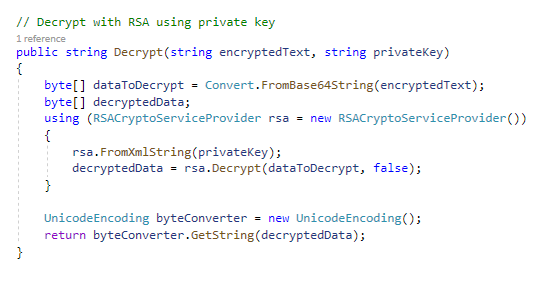 // Decrypt with RSA using private key
1 reference
public string Decrypt(string encryptedText, string privateKey)
{
    byte[] dataToDecrypt = Convert.FromBase64String(encryptedText);
    byte[] decryptedData;
    using (RSACryptoServiceProvider rsa = new RSACryptoServiceProvider())
    {
        rsa.FromXmlString(privateKey);
        decryptedData = rsa.Decrypt(dataToDecrypt, false);
    }

    UnicodeEncoding byteConverter = new UnicodeEncoding();
    return byteConverter.GetString(decryptedData);
}